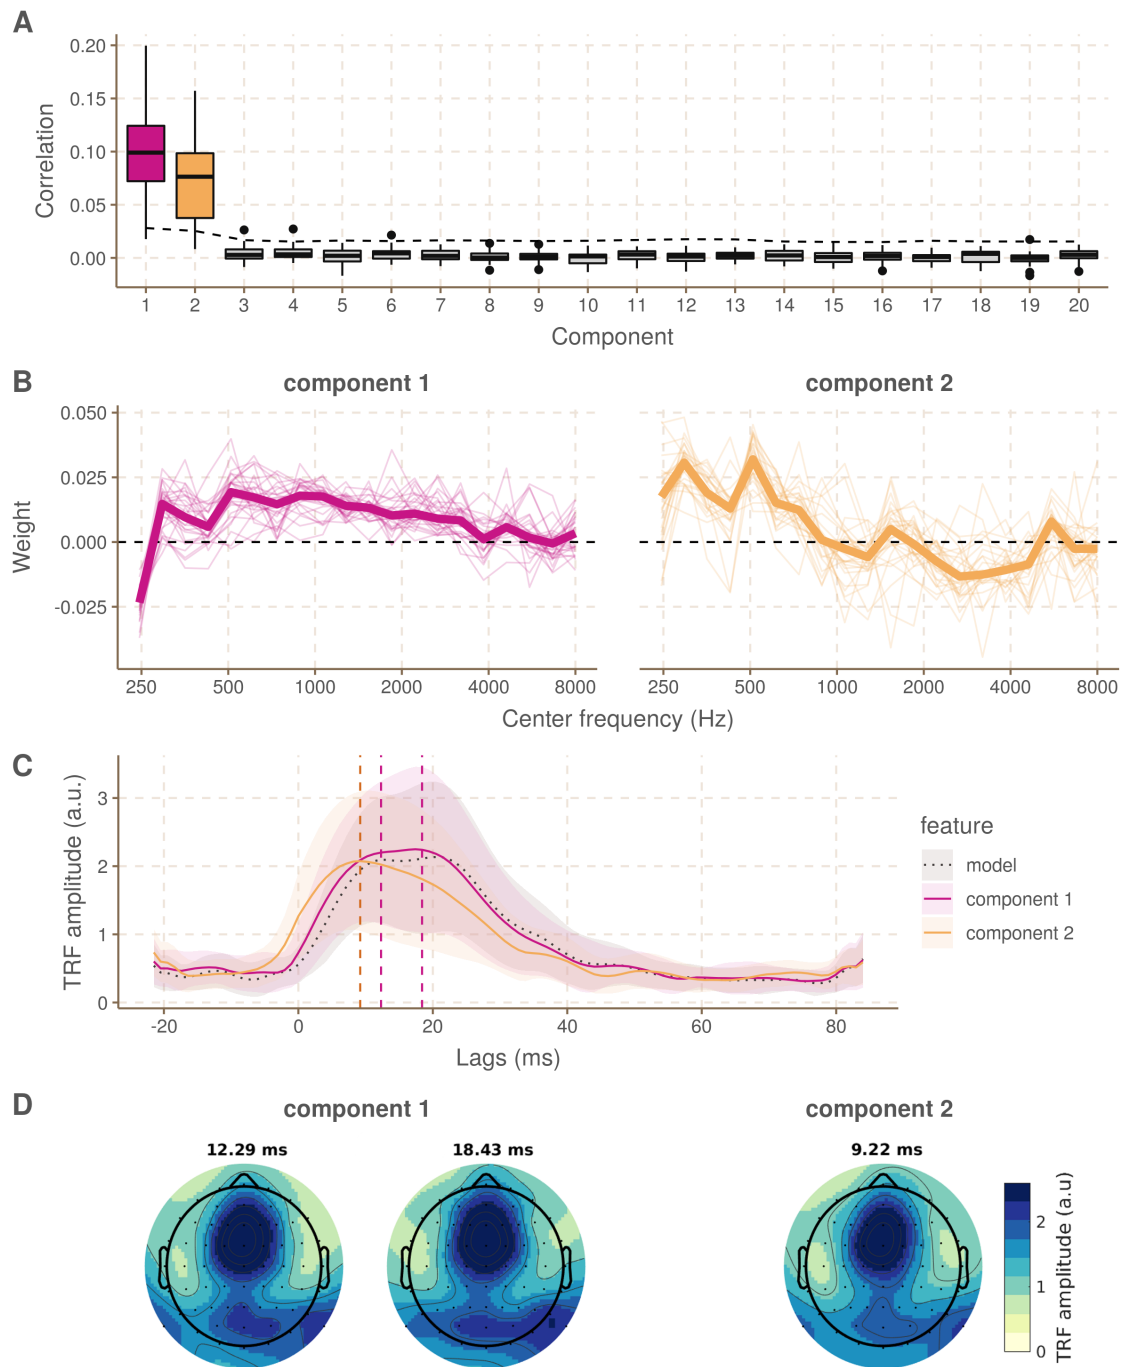 A
0.20
0.15
0.10
0.05
0.00
Correlation
1 2 3 4 5 6 7 8 9 10 11 12 13 14 15 16 17 18 19 20
Component
B
component 1 component 2
0.050
0.025
0.000
-0.025
Weight
250 500 1000 2000 4000 8000 250 500 1000 2000 4000 8000
Center frequency (Hz)
C
3
2
1
0
TRF amplitude (a.u.)
-20 0 20 40 60 80
Lags (ms)
feature
model
component 1
component 2
D
component 1 component 2
12.29 ms 18.43 ms 9.22 ms
2
1
0
TRF amplitude (a.u)